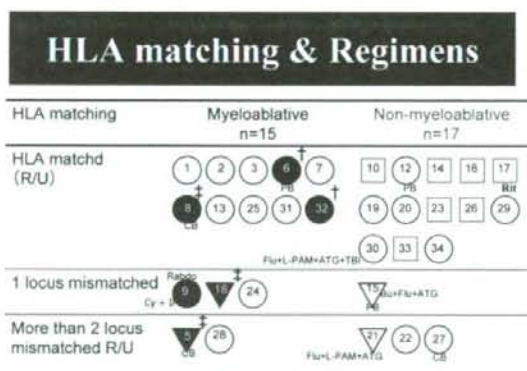 HLA matching & Regimens
HLA matching Myeloablative Non-myeloablative
n=15 n=17
HLA matchd 1 2 3 6 † 7 10 12 14 16 17
(R/U) PB PB Rit
8 ‡ 13 25 31 32 † 19 20 23 26 29
CB
30 33 34
Flu+L-PAM+ATG+TBI
Rabdo
1 locus mismatched 9 18 ‡ 24 15 Bu+Flu+ATG
Cy + PB
More than 2 locus 5 ‡ 28 21 22 27
mismatched R/U CB Flu+L-PAM+ATG CB